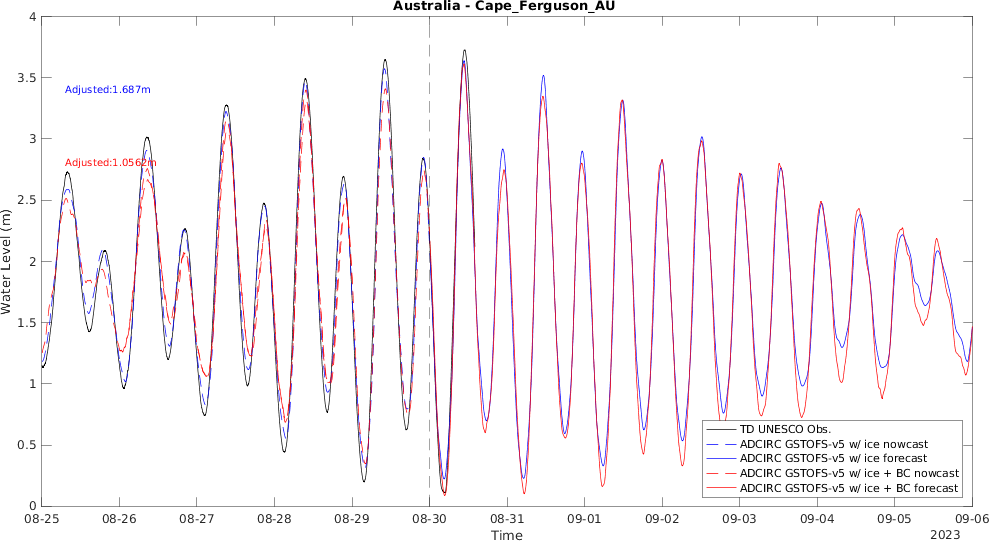 Australia - Cape_Ferguson_AU
4
3.5
3
2.5
2
1.5
1
0.5
0
Water Level (m)
Adjusted:1.687m
Adjusted:1.0562m
TD UNESCO Obs.
ADCIRC GSTOFS-v5 w/ ice nowcast
ADCIRC GSTOFS-v5 w/ ice forecast
ADCIRC GSTOFS-v5 w/ ice + BC nowcast
ADCIRC GSTOFS-v5 w/ ice + BC forecast
08-25 08-26 08-27 08-28 08-29 08-30 08-31 09-01 09-02 09-03 09-04 09-05 09-06
Time
2023